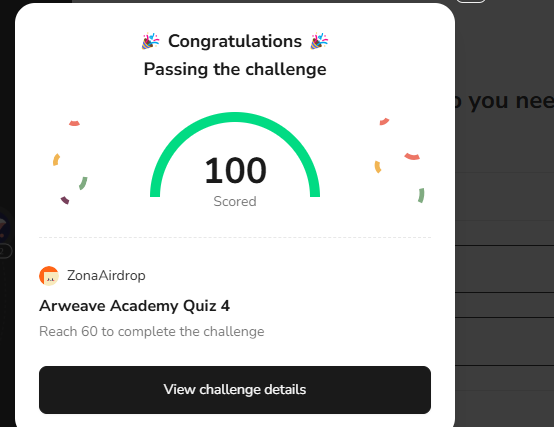 Congratulations
Passing the challenge
you nee
100
Scored
ZonaAirdrop
Arweave Academy Quiz 4
Reach 60 to complete the challenge
View challenge details